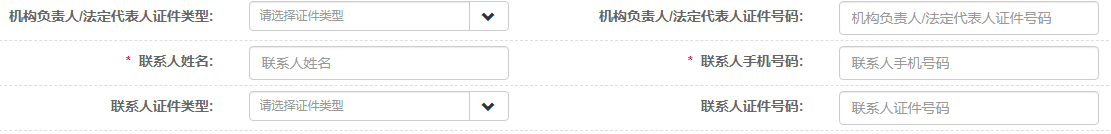 机构负责人/法定代表人证件类型: 请选择证件类型 机构负责人/法定代表人证件号码: 机构负责人/法定代表人证件号码
* 联系人姓名: 联系人姓名 * 联系人手机号码: 联系人手机号码
联系人证件类型: 请选择证件类型 联系人证件号码: 联系人证件号码